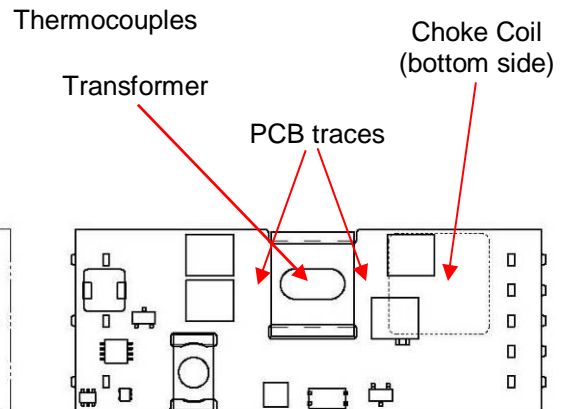 Thermocouples
Choke Coil
(bottom side)
Transformer
PCB traces